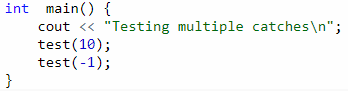 int  main() {
    cout << "Testing multiple catches\n";
    test(10);
    test(-1);
}